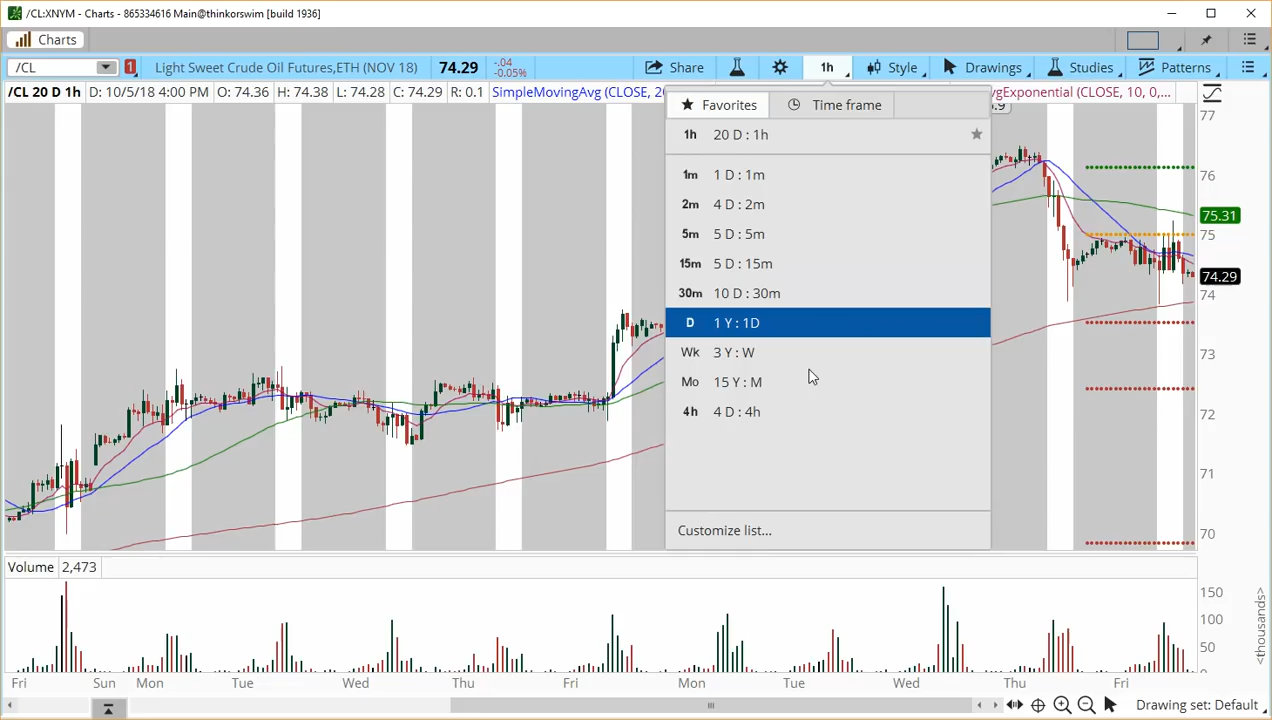 /CL:XNYM - Charts - 865334616 Main@thinkorswim [build 1936]
Charts
/CL 1 Light Sweet Crude Oil Futures,ETH (NOV 18) 74.29 -.04 -0.05% Share 1h Style Drawings Studies Patterns
/CL 20 D 1h D: 10/5/18 4:00 PM O: 74.36 H: 74.38 L: 74.28 C: 74.29 R: 0.1 SimpleMovingAvg (CLOSE, 20 vgExponential (CLOSE, 10, 0,...
Favorites Time frame
1h 20 D : 1h
1m 1 D : 1m
2m 4 D : 2m
5m 5 D : 5m
15m 5 D : 15m
30m 10 D : 30m
D 1 Y : 1D
Wk 3 Y : W
Mo 15 Y : M
4h 4 D : 4h
Customize list...
77
76
75.31
75
74.29
74
73
72
71
70
Volume 2,473
150
100
50
0
<thousands>
Fri Sun Mon Tue Wed Thu Fri Mon Tue Wed Thu Fri
Drawing set: Default